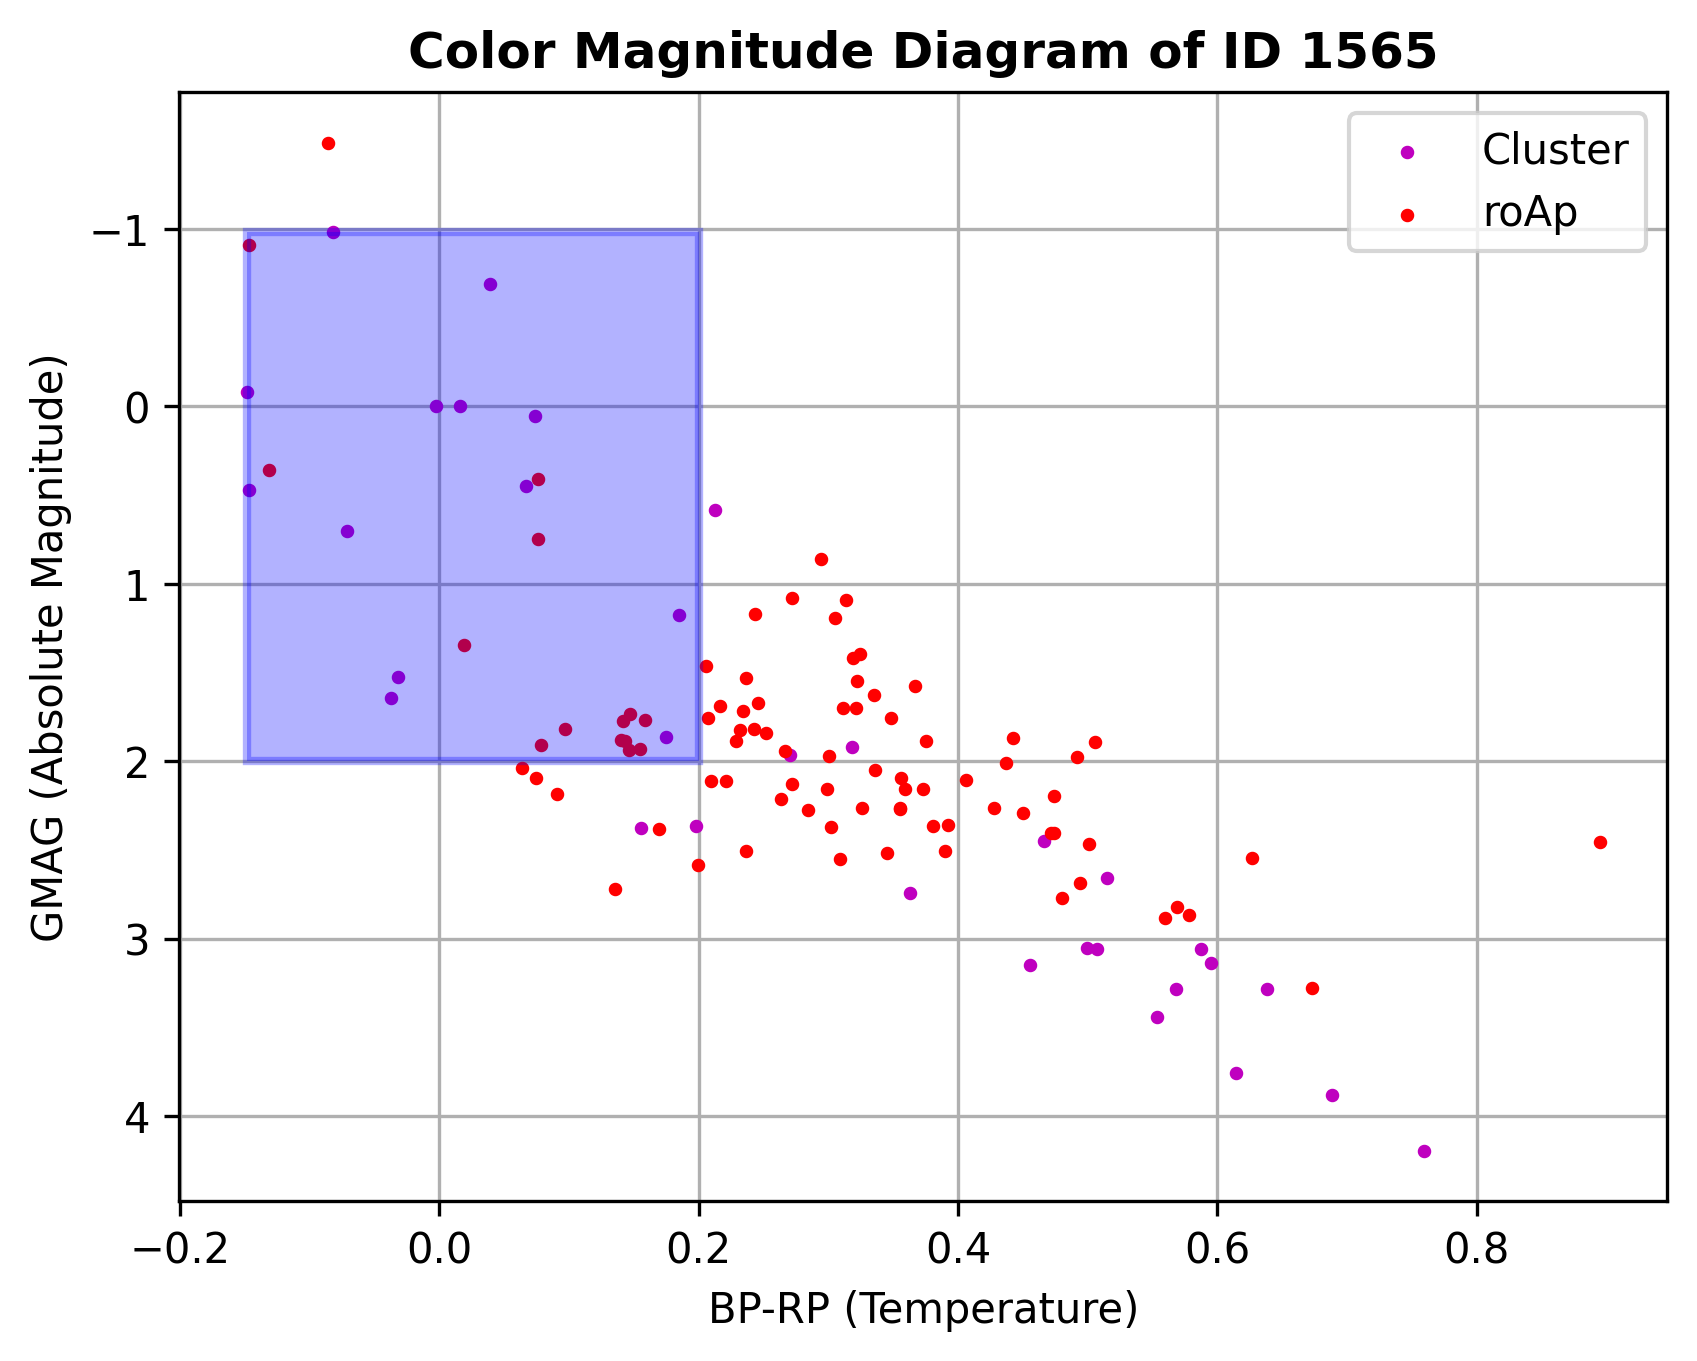 Color Magnitude Diagram of ID 1565
Cluster
roAp
−1
0
1
2
3
4
GMAG (Absolute Magnitude)
−0.2 0.0 0.2 0.4 0.6 0.8
BP-RP (Temperature)